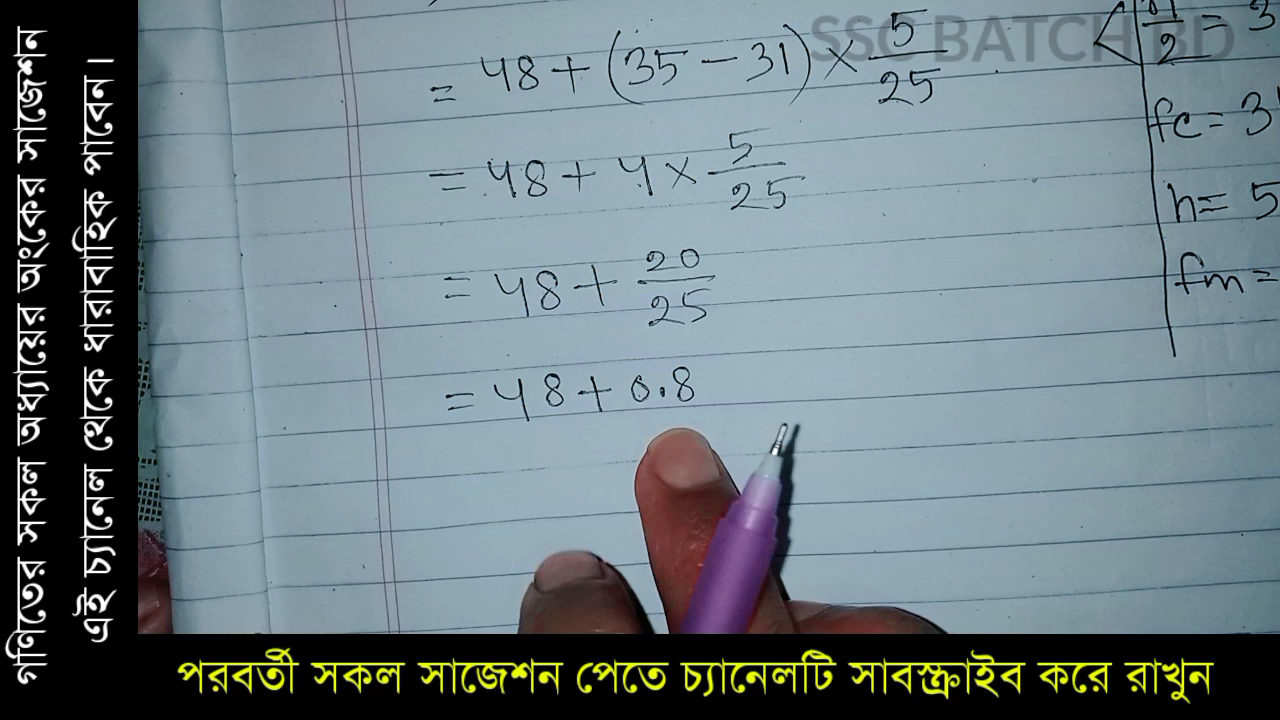 গণিতের সকল অধ্যায়ের অংকের সাজেশন
এই চ্যানেল থেকে ধারাবাহিক পাবেন।
SSC BATCH BD
= 48 + (35 - 31) × 5/25
= 48 + 4 × 5/25
= 48 + 20/25
= 48 + 0.8
fc = 3
h = 5
fm =
পরবর্তী সকল সাজেশন পেতে চ্যানেলটি সাবস্ক্রাইব করে রাখুন